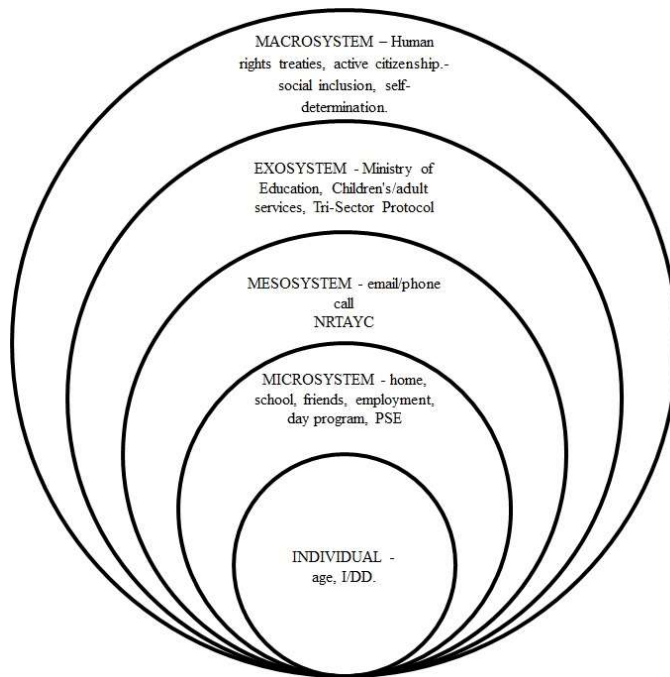 MACROSYSTEM – Human
rights treaties, active citizenship.-
social inclusion, self-
determination.
EXOSYSTEM - Ministry of
Education, Children's/adult
services, Tri-Sector Protocol
MESOSYSTEM - email/phone
call
NRTAYC
MICROSYSTEM - home,
school, friends, employment,
day program, PSE
INDIVIDUAL -
age, I/DD.